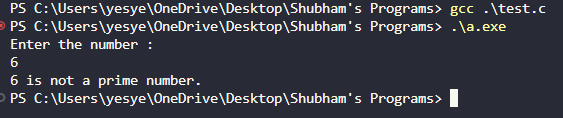 PS C:\Users\yesye\OneDrive\Desktop\Shubham's Programs> gcc .\test.c
PS C:\Users\yesye\OneDrive\Desktop\Shubham's Programs> .\a.exe
Enter the number :
6
6 is not a prime number.
PS C:\Users\yesye\OneDrive\Desktop\Shubham's Programs>